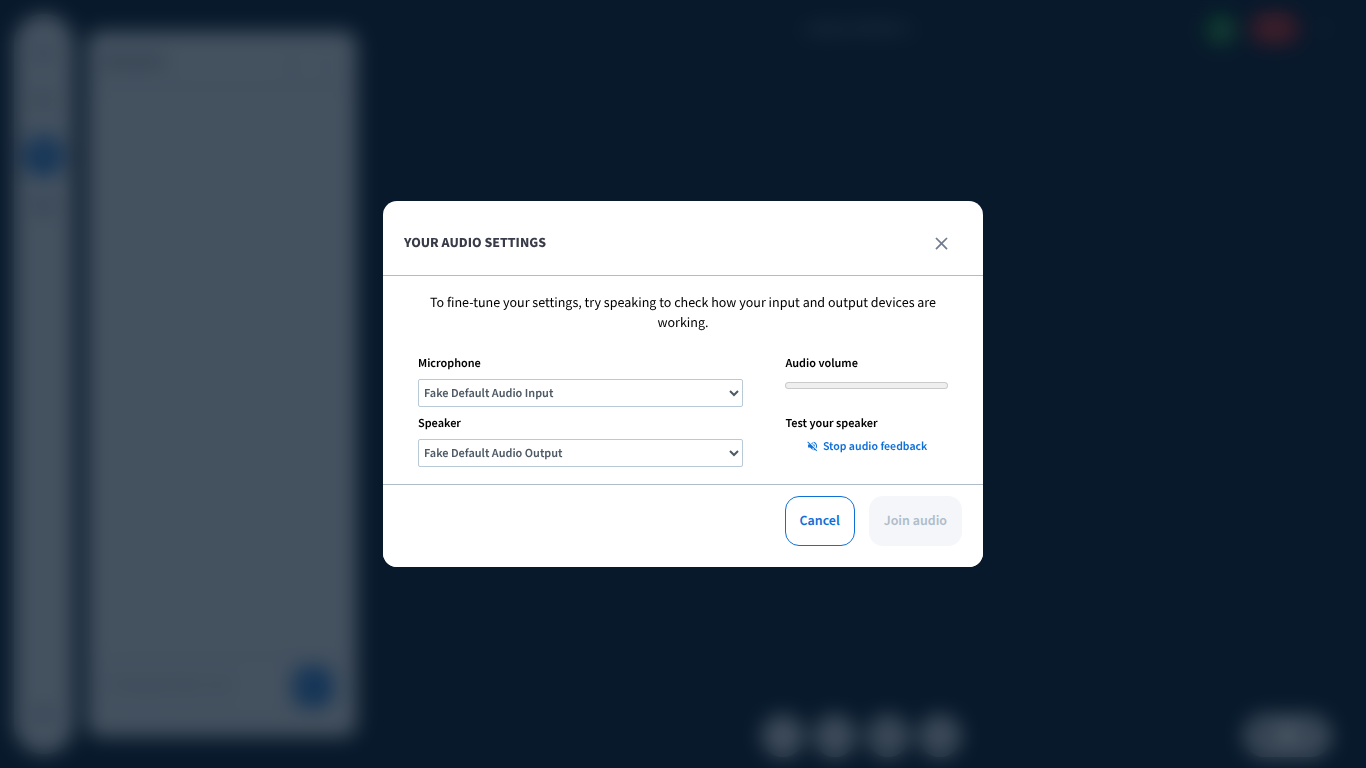 YOUR AUDIO SETTINGS
To fine-tune your settings, try speaking to check how your input and output devices are
working.
Microphone
Audio volume
Fake Default Audio Input
Speaker
Test your speaker
Fake Default Audio Output
Stop audio feedback
Cancel
Join audio